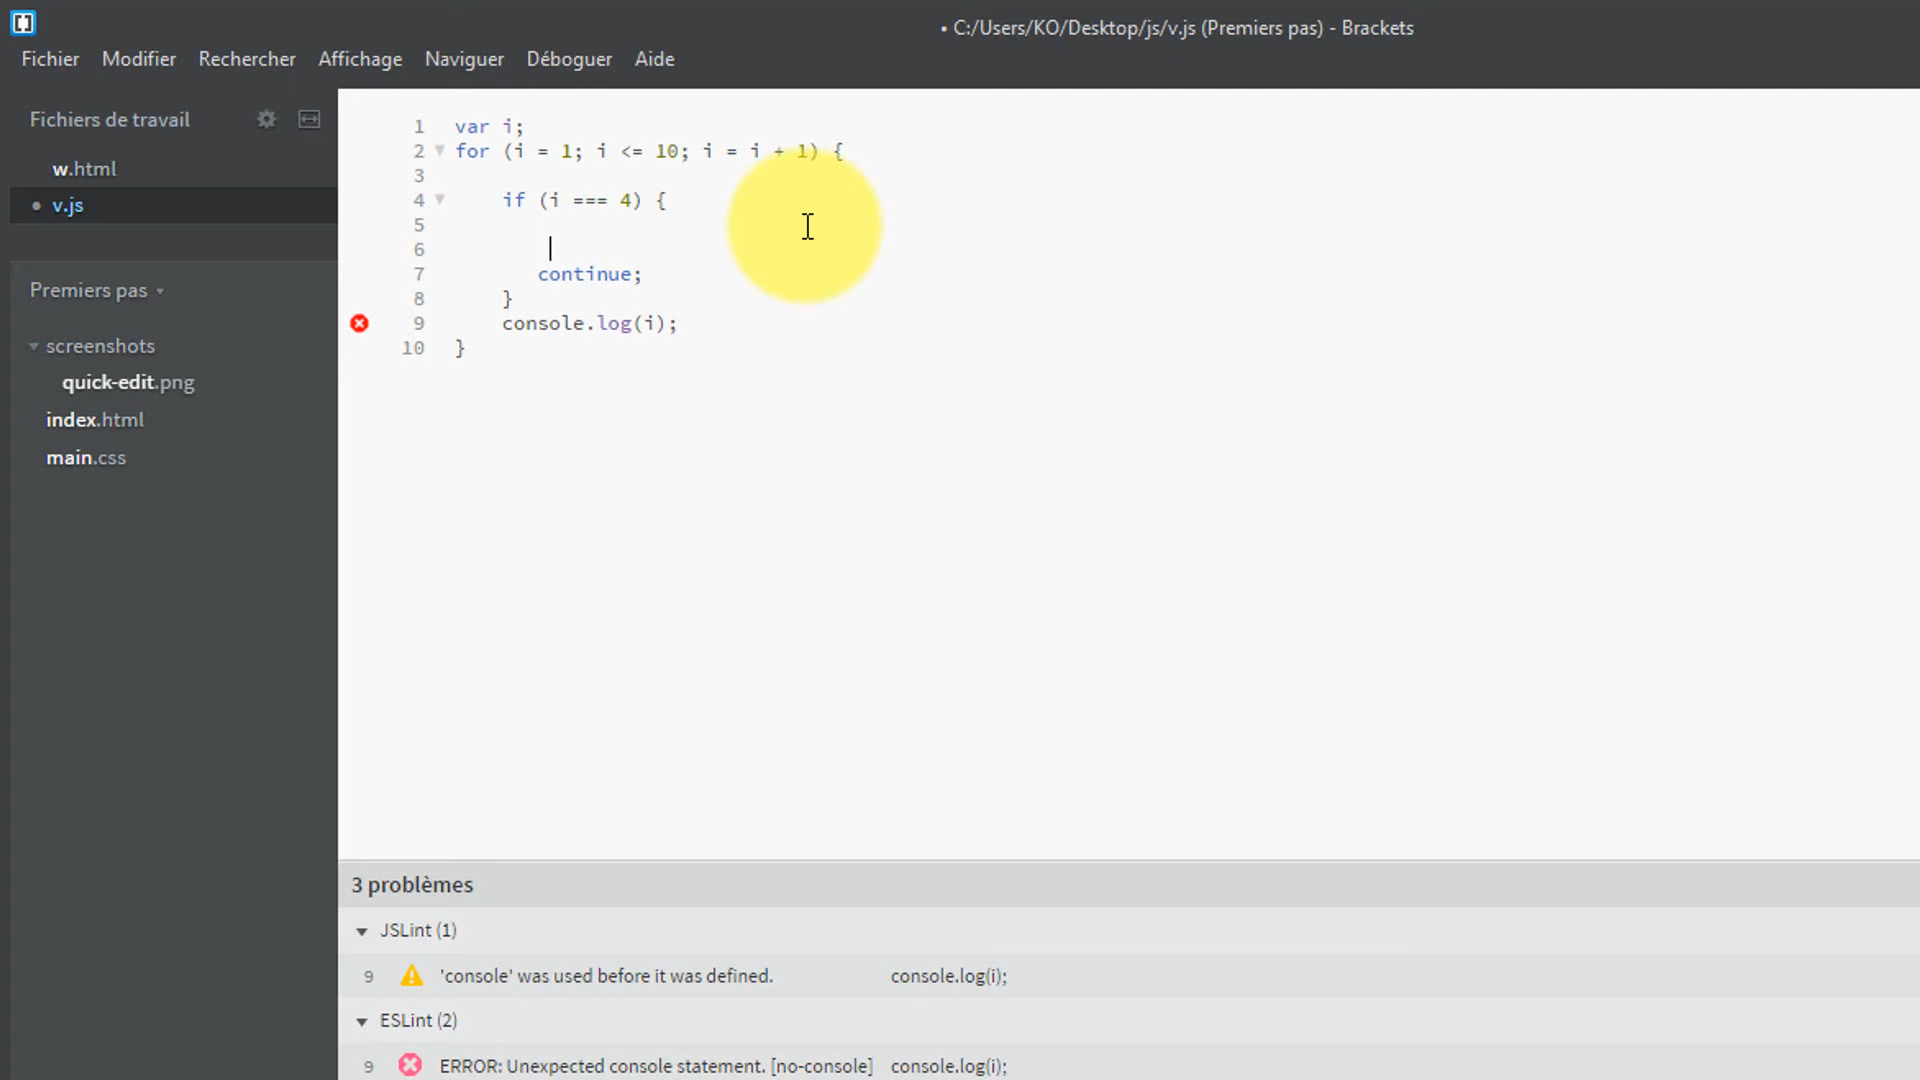 • C:/Users/KO/Desktop/js/v.js (Premiers pas) - Brackets
Fichier Modifier Rechercher Affichage Naviguer Déboguer Aide
Fichiers de travail
w.html
• v.js
Premiers pas
screenshots
quick-edit.png
index.html
main.css
1 var i;
2 for (i = 1; i <= 10; i = i + 1) {
3
4 if (i === 4) {
5
6
7 continue;
8 }
9 console.log(i);
10 }
3 problèmes
JSLint (1)
9 'console' was used before it was defined. console.log(i);
ESLint (2)
9 ERROR: Unexpected console statement. [no-console] console.log(i);